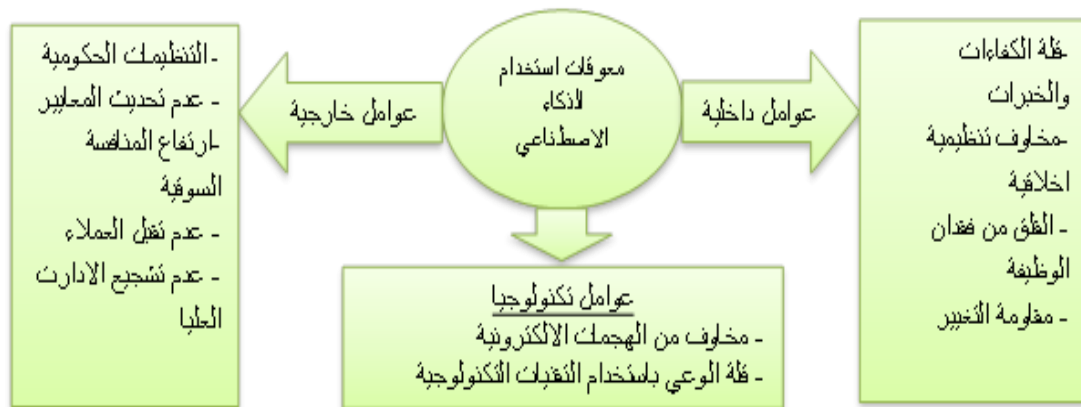 معوقات استخدام
الذكاء
الاصطناعي
عوامل داخلية
-قلة الكفاءات
والخبرات
-مخاوف تنظيمية
اخلاقية
- القلق من فقدان
الوظيفة
- مقاومة التغيير
عوامل خارجية
- التنظيمات الحكومية
- عدم تحديث المعايير
-ارتفاع المنافسة
السوقية
- عدم تقبل العملاء
- عدم تشجيع الادارت
العليا
عوامل تكنولوجيا
- مخاوف من الهجمات الالكترونية
- قلة الوعي باستخدام التقنيات التكنولوجية